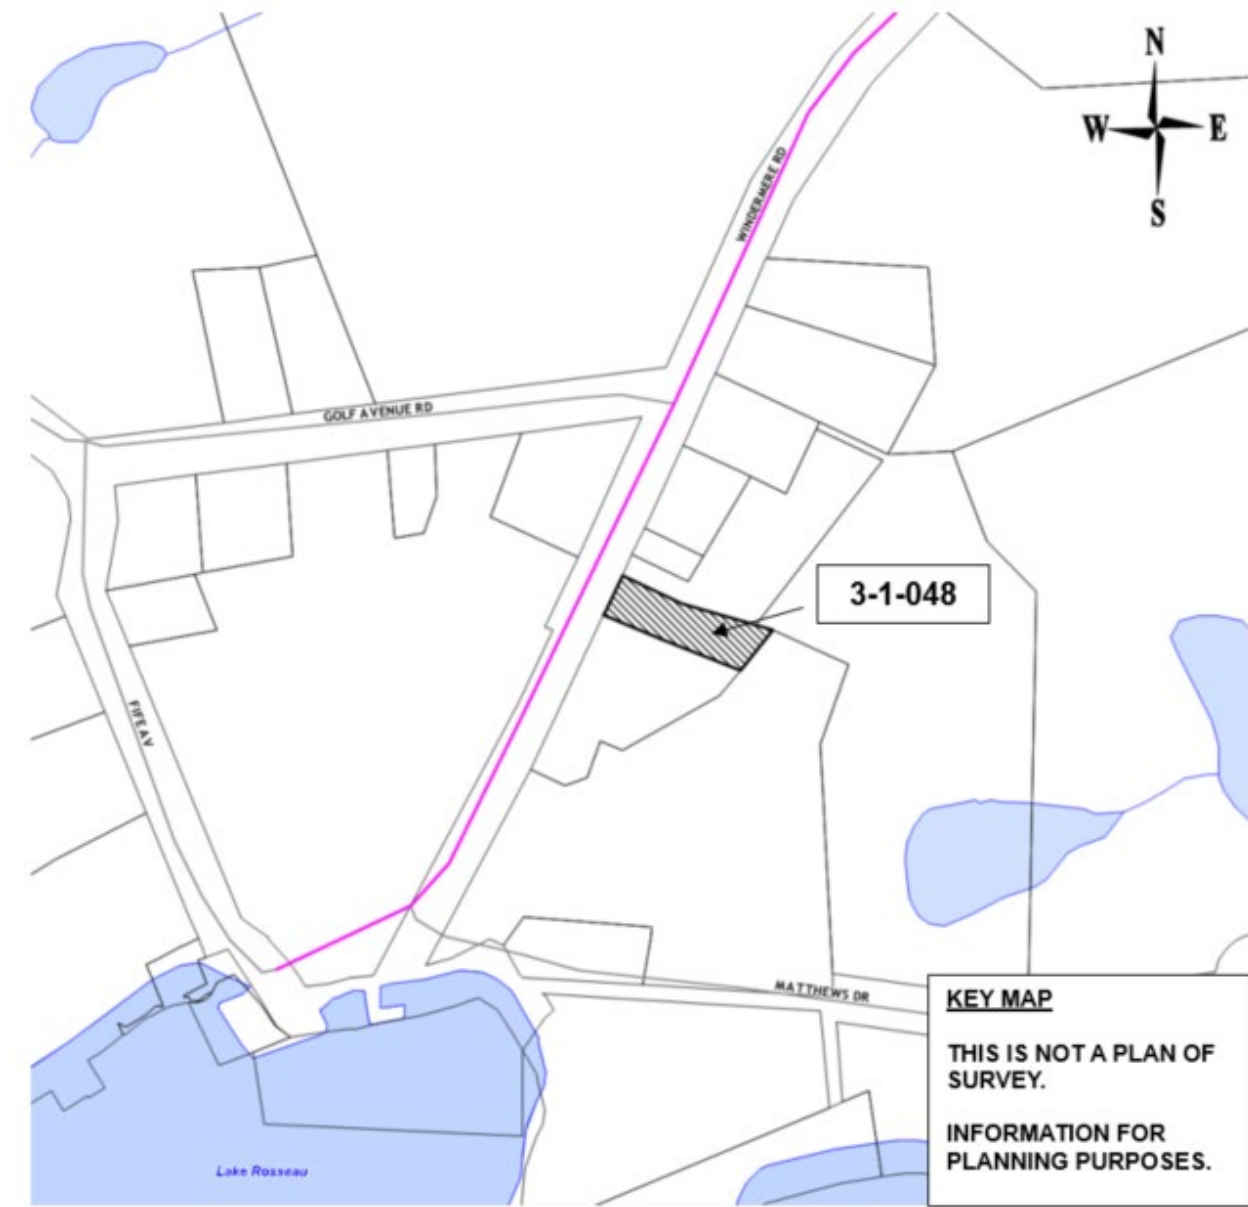 N
W E
S
WINDERMERE RD
GOLF AVENUE RD
3-1-048
FIFE AV
MATTHEWS DR
KEY MAP
THIS IS NOT A PLAN OF
SURVEY.
INFORMATION FOR
PLANNING PURPOSES.
Lake Rosseau